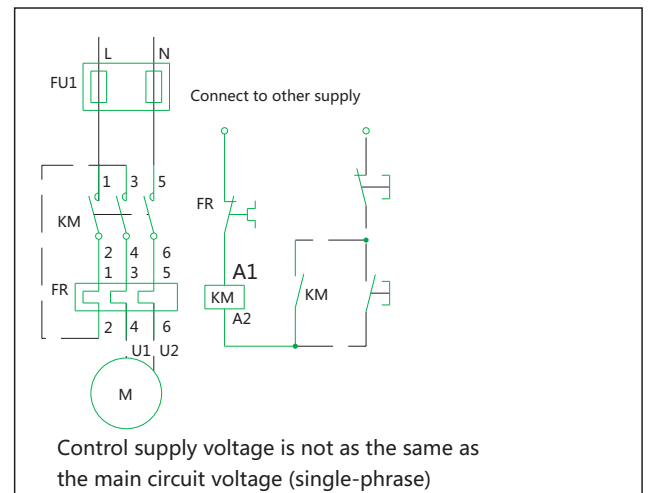 L N
FU1
Connect to other supply
1 3 5
KM
FR
2 4 6
1 3 5
FR
A1
KM
KM
A2
2 4 6
U1 U2
M
Control supply voltage is not as the same as
the main circuit voltage (single-phrase)